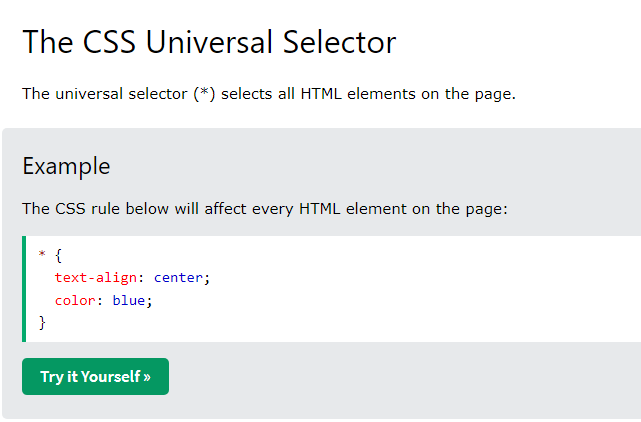 The CSS Universal Selector
The universal selector (*) selects all HTML elements on the page.
Example
The CSS rule below will affect every HTML element on the page:
* {
  text-align: center;
  color: blue;
}
Try it Yourself »